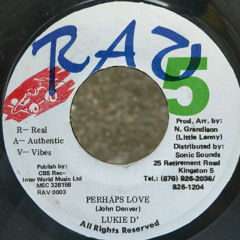 RAV
5
R— Real
A— Authentic
V— Vibes
Prod, Arr. by:
N. Grandison
(Little Lenny)
Distributed by
Sonic Sounds
25 Retirement Road
Kingston 5
Tel.: (876) 926-2036/
926-1204
Publish by:
CBS Rec—
Inter World Music Ltd
MSC 328158
RAV 0003
PERHAPS LOVE
(John Denver)
LUKIE D'
All Rights Reserved